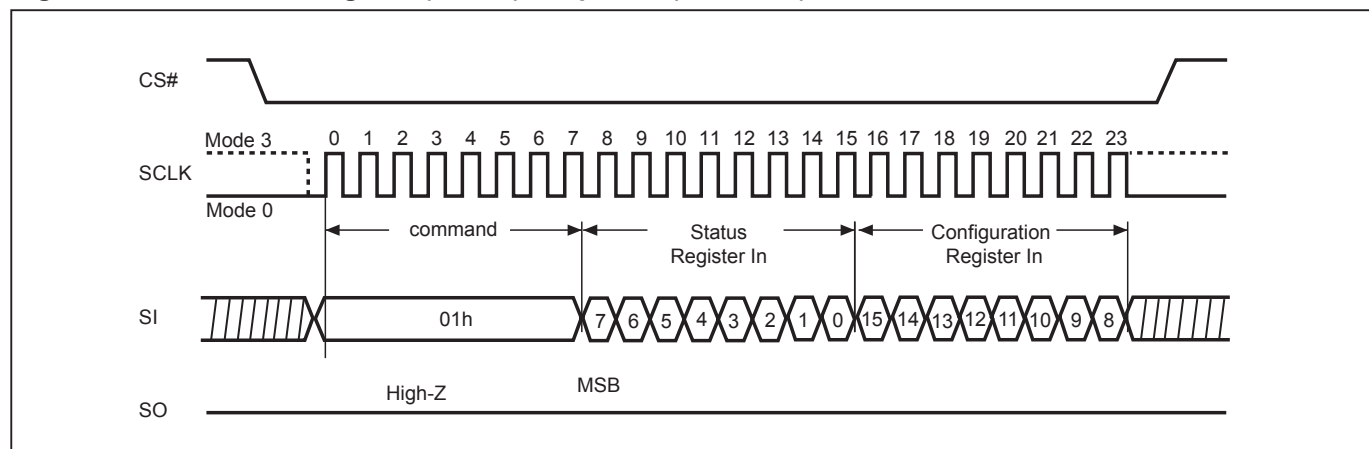 CS#
Mode 3
0 1 2 3 4 5 6 7 8 9 10 11 12 13 14 15 16 17 18 19 20 21 22 23
SCLK
Mode 0
command
Status
Register In
Configuration
Register In
SI
01h
7 6 5 4 3 2 1 0 15 14 13 12 11 10 9 8
High-Z
MSB
SO